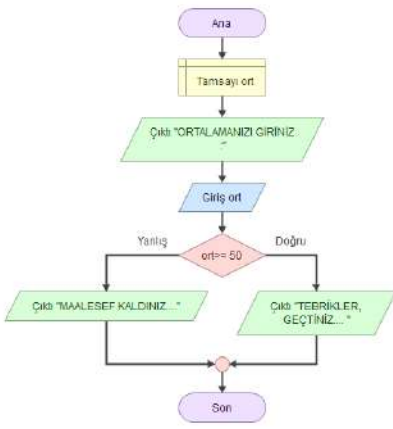 Ana
Tamsayı ort
Çıktı "ORTALAMANIZI GİRİNİZ
:"
Giriş ort
Yanlış
Doğru
ort>= 50
Çıktı "MAALESEF KALDINIZ..."
Çıktı "TEBRİKLER,
GEÇTİNİZ.... "
Son